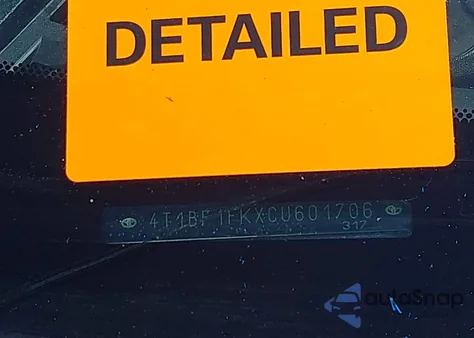 DETAILED
4T1BF1FKXCU601706
317
autoSnap